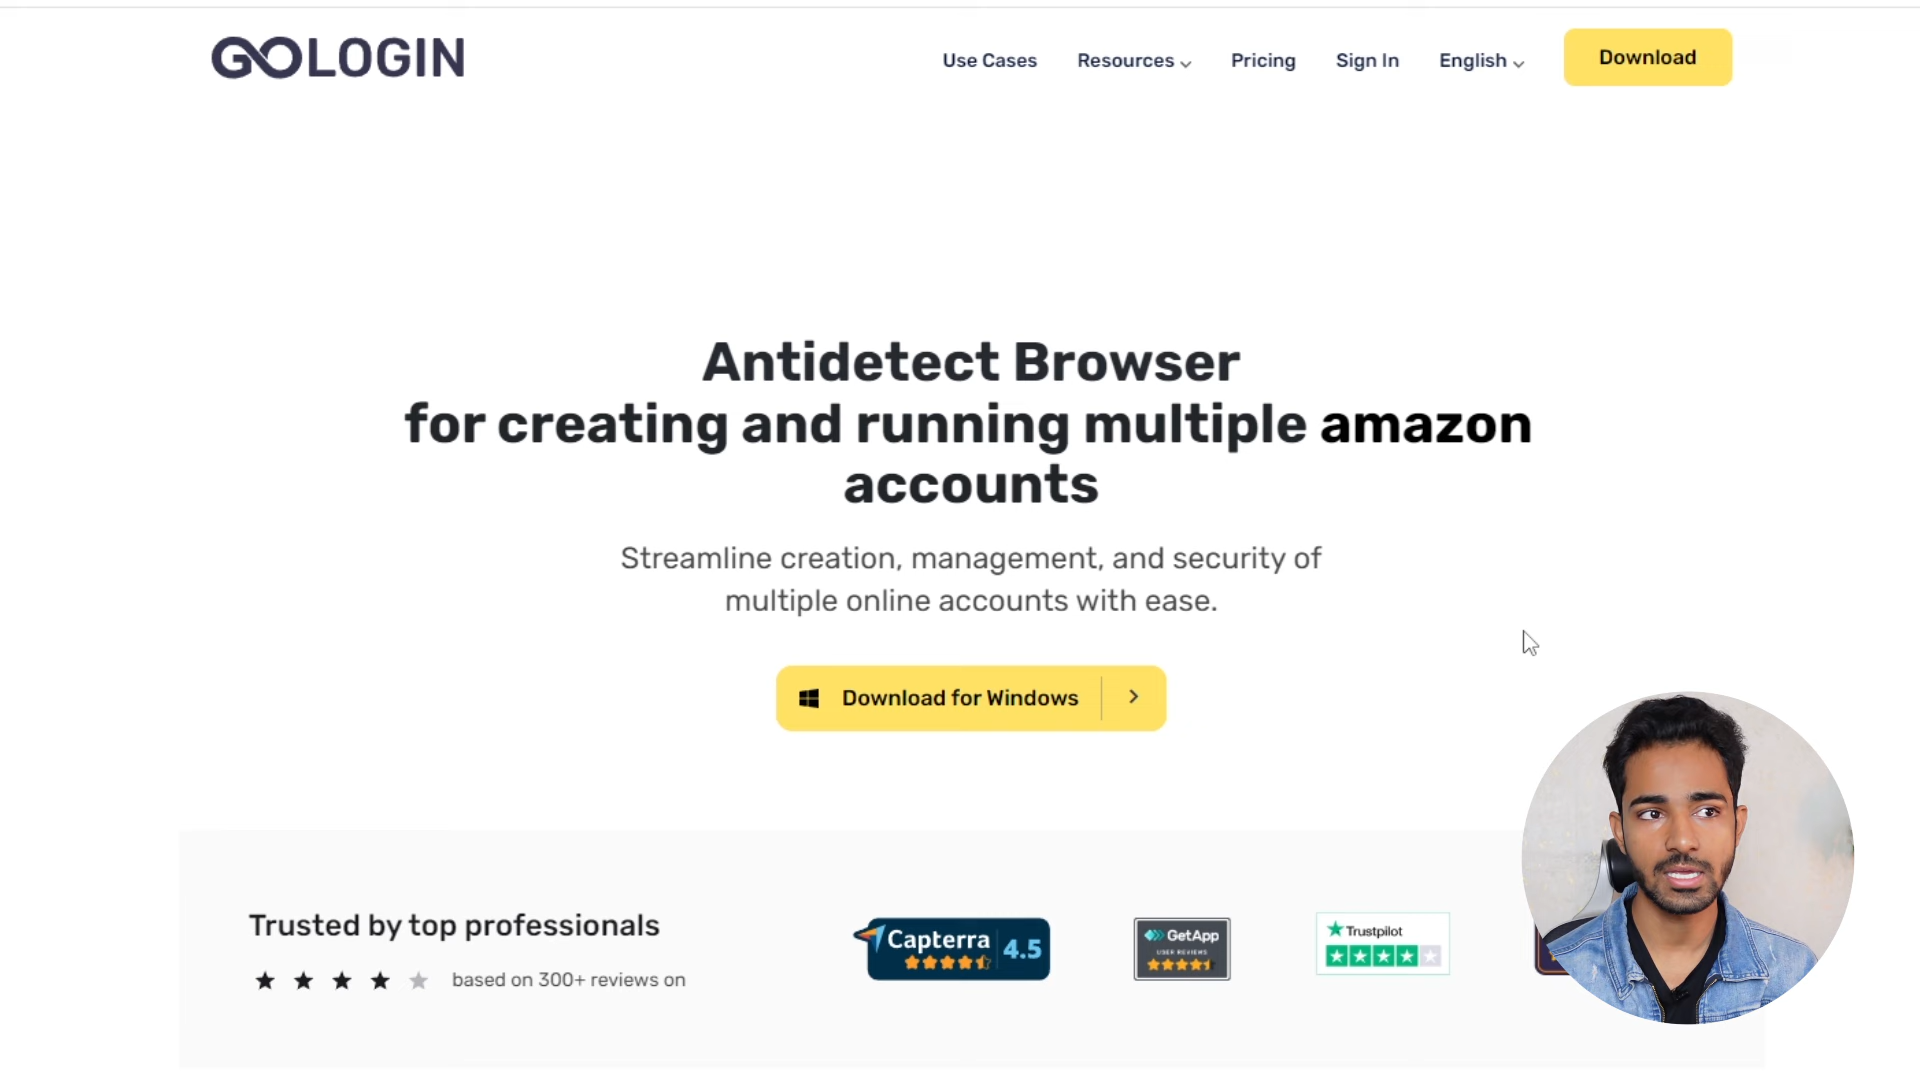 GOLOGIN
Use Cases
Resources
Pricing
Sign In
English
Download
Antidetect Browser
for creating and running multiple amazon
accounts
Streamline creation, management, and security of
multiple online accounts with ease.
Download for Windows
Trusted by top professionals
based on 300+ reviews on
Capterra
4.5
GetApp
USER REVIEWS
Trustpilot